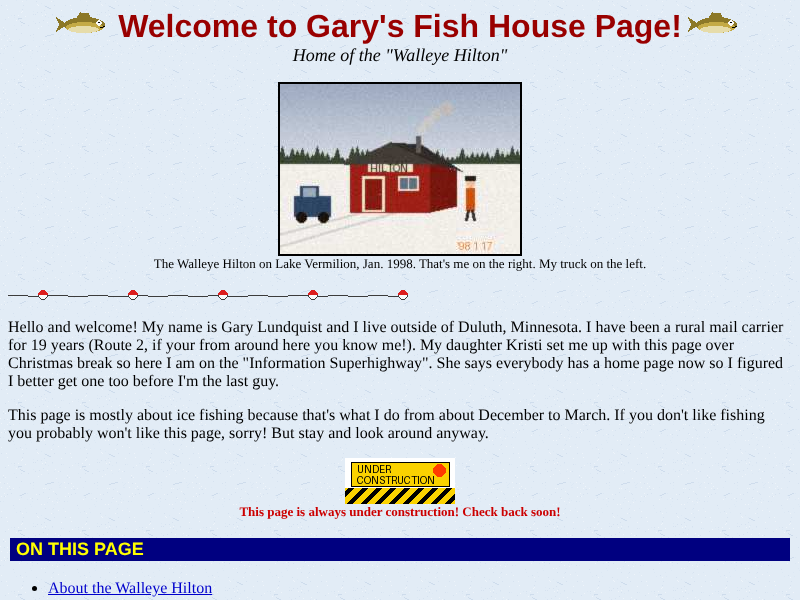 Welcome to Gary's Fish House Page!
Home of the "Walleye Hilton"
HILTON
'98 1 17
The Walleye Hilton on Lake Vermilion, Jan. 1998. That's me on the right. My truck on the left.
Hello and welcome! My name is Gary Lundquist and I live outside of Duluth, Minnesota. I have been a rural mail carrier
for 19 years (Route 2, if your from around here you know me!). My daughter Kristi set me up with this page over
Christmas break so here I am on the "Information Superhighway". She says everybody has a home page now so I figured
I better get one too before I'm the last guy.
This page is mostly about ice fishing because that's what I do from about December to March. If you don't like fishing
you probably won't like this page, sorry! But stay and look around anyway.
UNDER
CONSTRUCTION
This page is always under construction! Check back soon!
ON THIS PAGE
About the Walleye Hilton